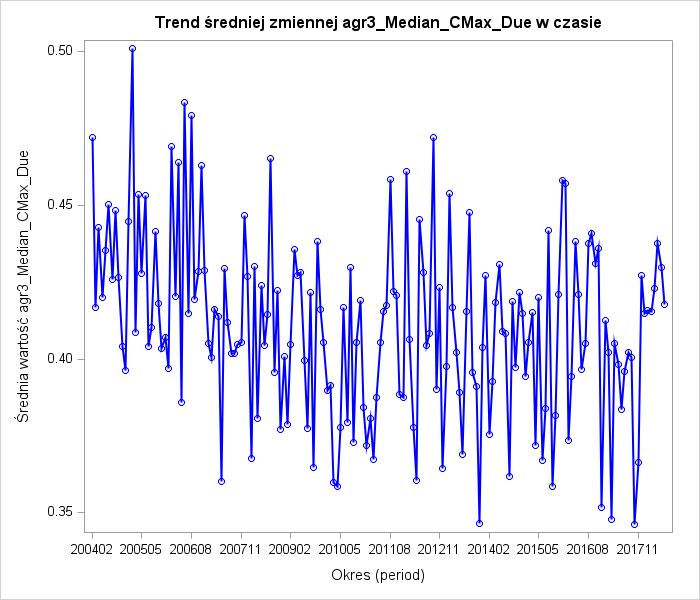 Trend średniej zmiennej agr3_Median_CMax_Due w czasie
Średnia wartość agr3_Median_CMax_Due
0.50
0.45
0.40
0.35
200402 200505 200608 200711 200902 201005 201108 201211 201402 201505 201608 201711
Okres (period)